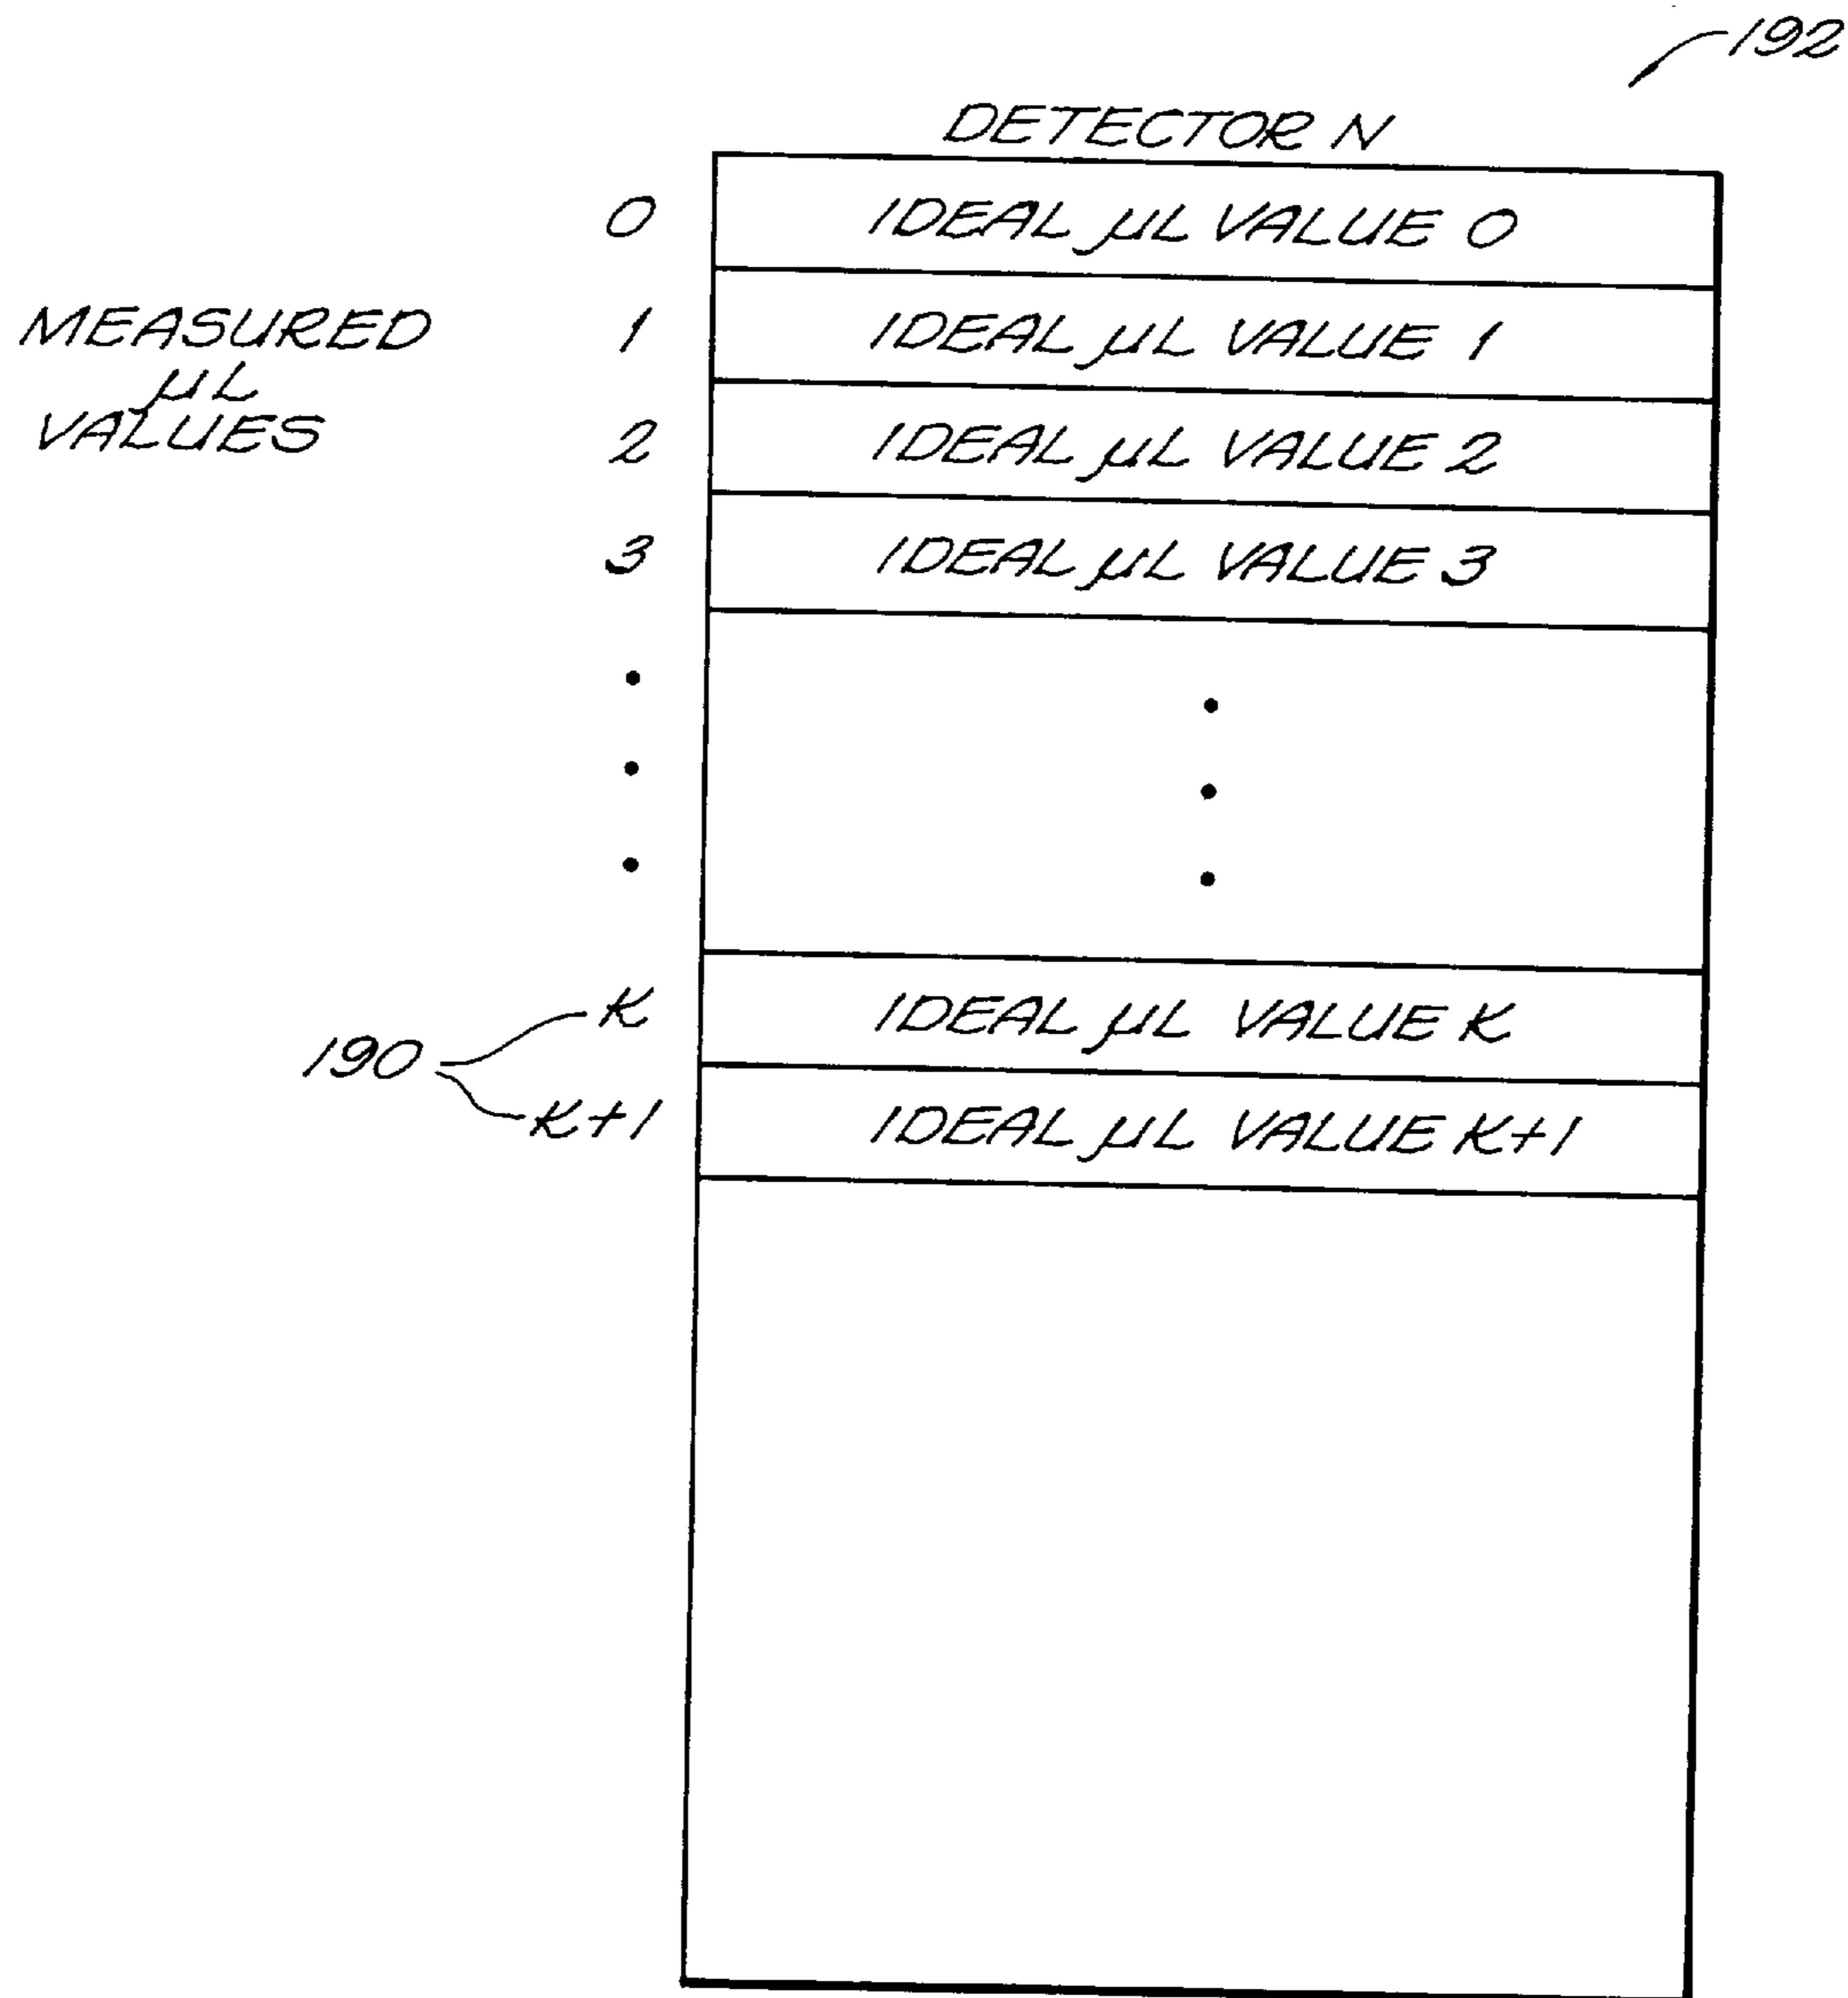 192
DETECTOR N
0 IDEAL µL VALUE 0
MEASURED µL VALUES
1 IDEAL µL VALUE 1
2 IDEAL µL VALUE 2
3 IDEAL µL VALUE 3
K IDEAL µL VALUE K
190
K+1 IDEAL µL VALUE K+1